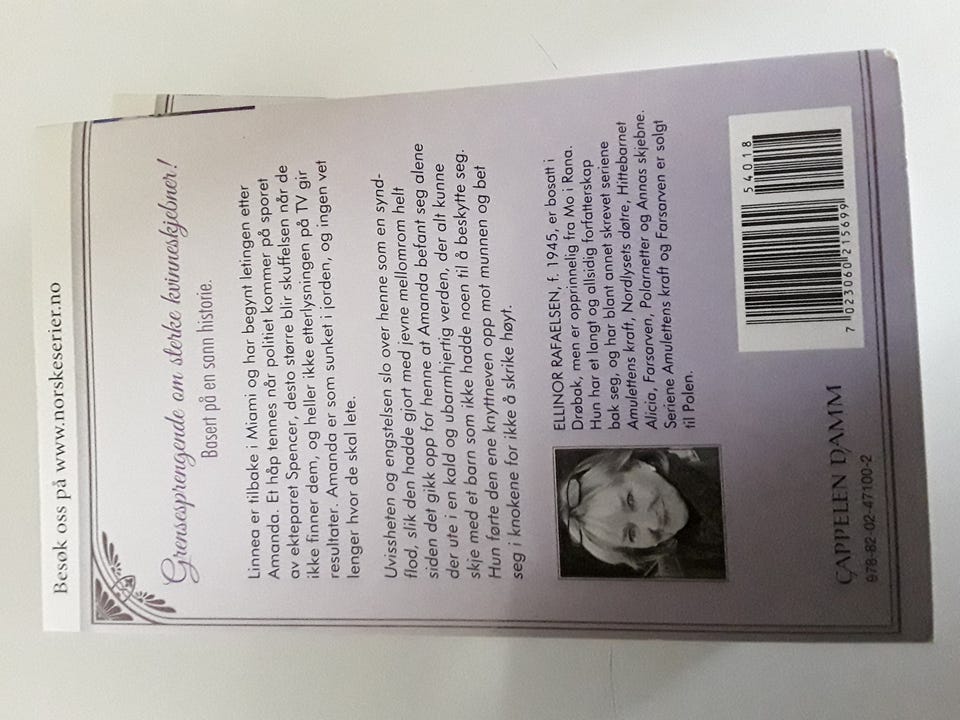 Besøk oss på www.norskeserier.no
Grensesprengende om sterke kvinneskjebner!
Basert på en sann historie.
Linnea er tilbake i Miami og har begynt letingen etter
Amanda. Et håp tennes når politiet kommer på sporet
av ekteparet Spencer, desto større blir skuffelsen når de
ikke finner dem, og heller ikke etterlysningen på TV gir
resultater. Amanda er som sunket i jorden, og ingen vet
lenger hvor de skal lete.
Uvissheten og engstelsen slo over henne som en synd-
flod, slik den hadde gjort med jevne mellomrom helt
siden det gikk opp for henne at Amanda befant seg alene
der ute i en kald og ubarmhjertig verden, der alt kunne
skje med et barn som ikke hadde noen til å beskytte seg.
Hun førte den ene knyttneven opp mot munnen og bet
seg i knokene for ikke å skrike høyt.
ELLINOR RAFAELSEN, f. 1945, er bosatt i
Drøbak, men er opprinnelig fra Mo i Rana.
Hun har et langt og allsidig forfatterskap
bak seg, og har blant annet skrevet seriene
Amulettens kraft, Nordlysets døtre, Hittebarnet
Alicia, Farsarven, Polarnetter og Annas skjebne.
Seriene Amulettens kraft og Farsarven er solgt
til Polen.
CAPPELEN DAMM
978-82-02-47100-2
54018
7 023060 215699